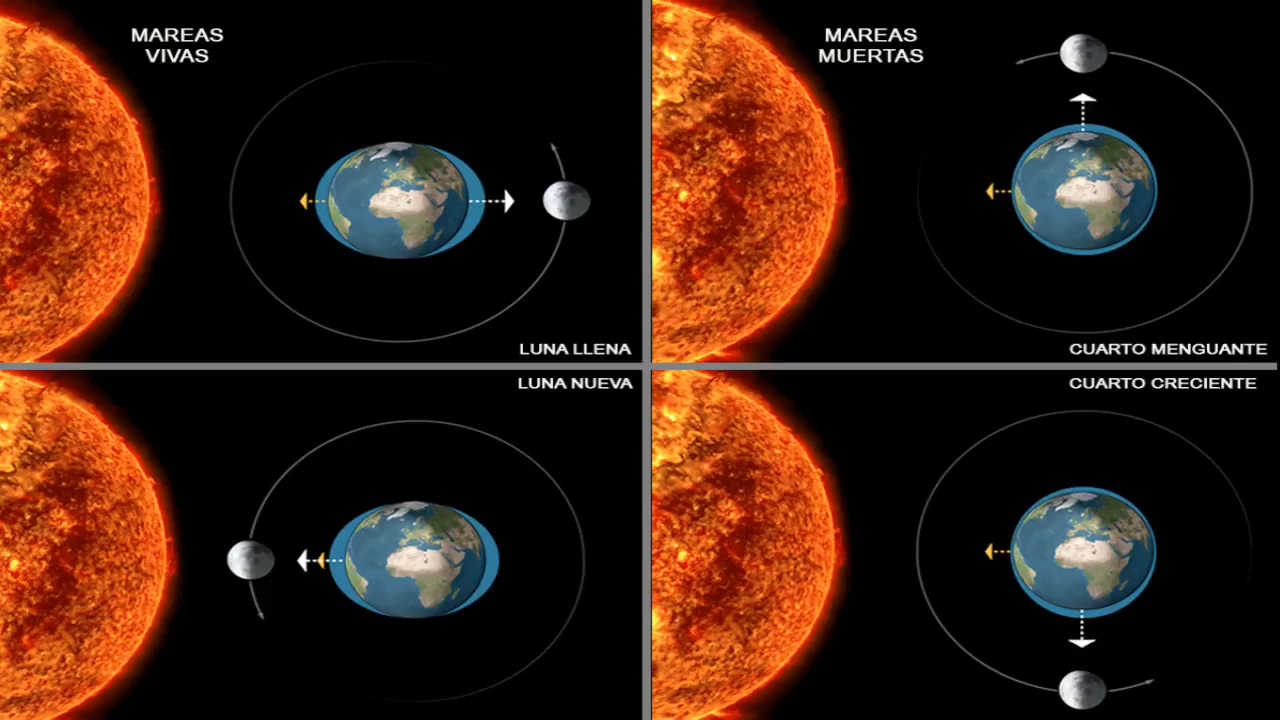 MAREAS
VIVAS
LUNA LLENA
MAREAS
MUERTAS
CUARTO MENGUANTE
LUNA NUEVA
CUARTO CRECIENTE